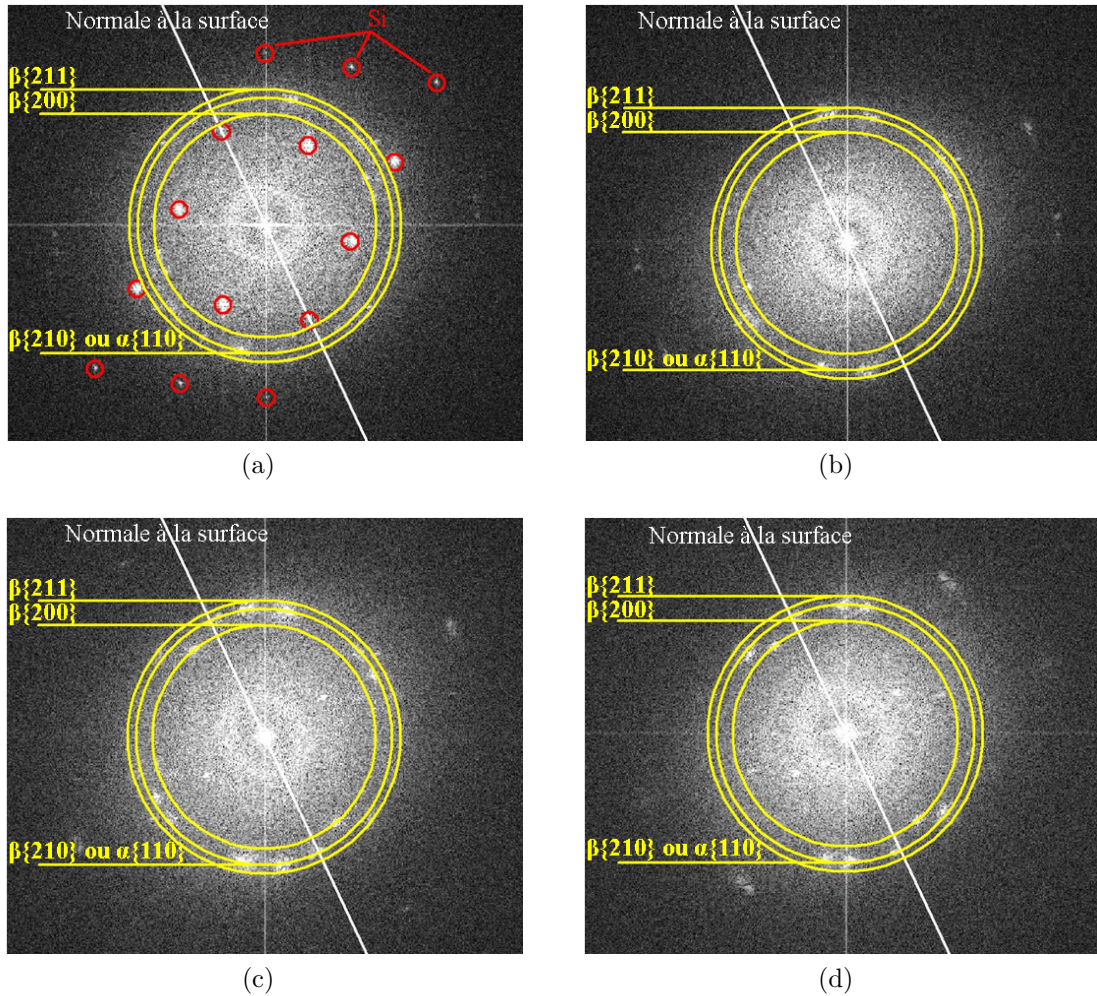 Normale à la surface
Si
β{211}
β{200}
β{210} ou α{110}
(a)
Normale à la surface
β{211}
β{200}
β{210} ou α{110}
(b)
Normale à la surface
β{211}
β{200}
β{210} ou α{110}
(c)
Normale à la surface
β{211}
β{200}
β{210} ou α{110}
(d)